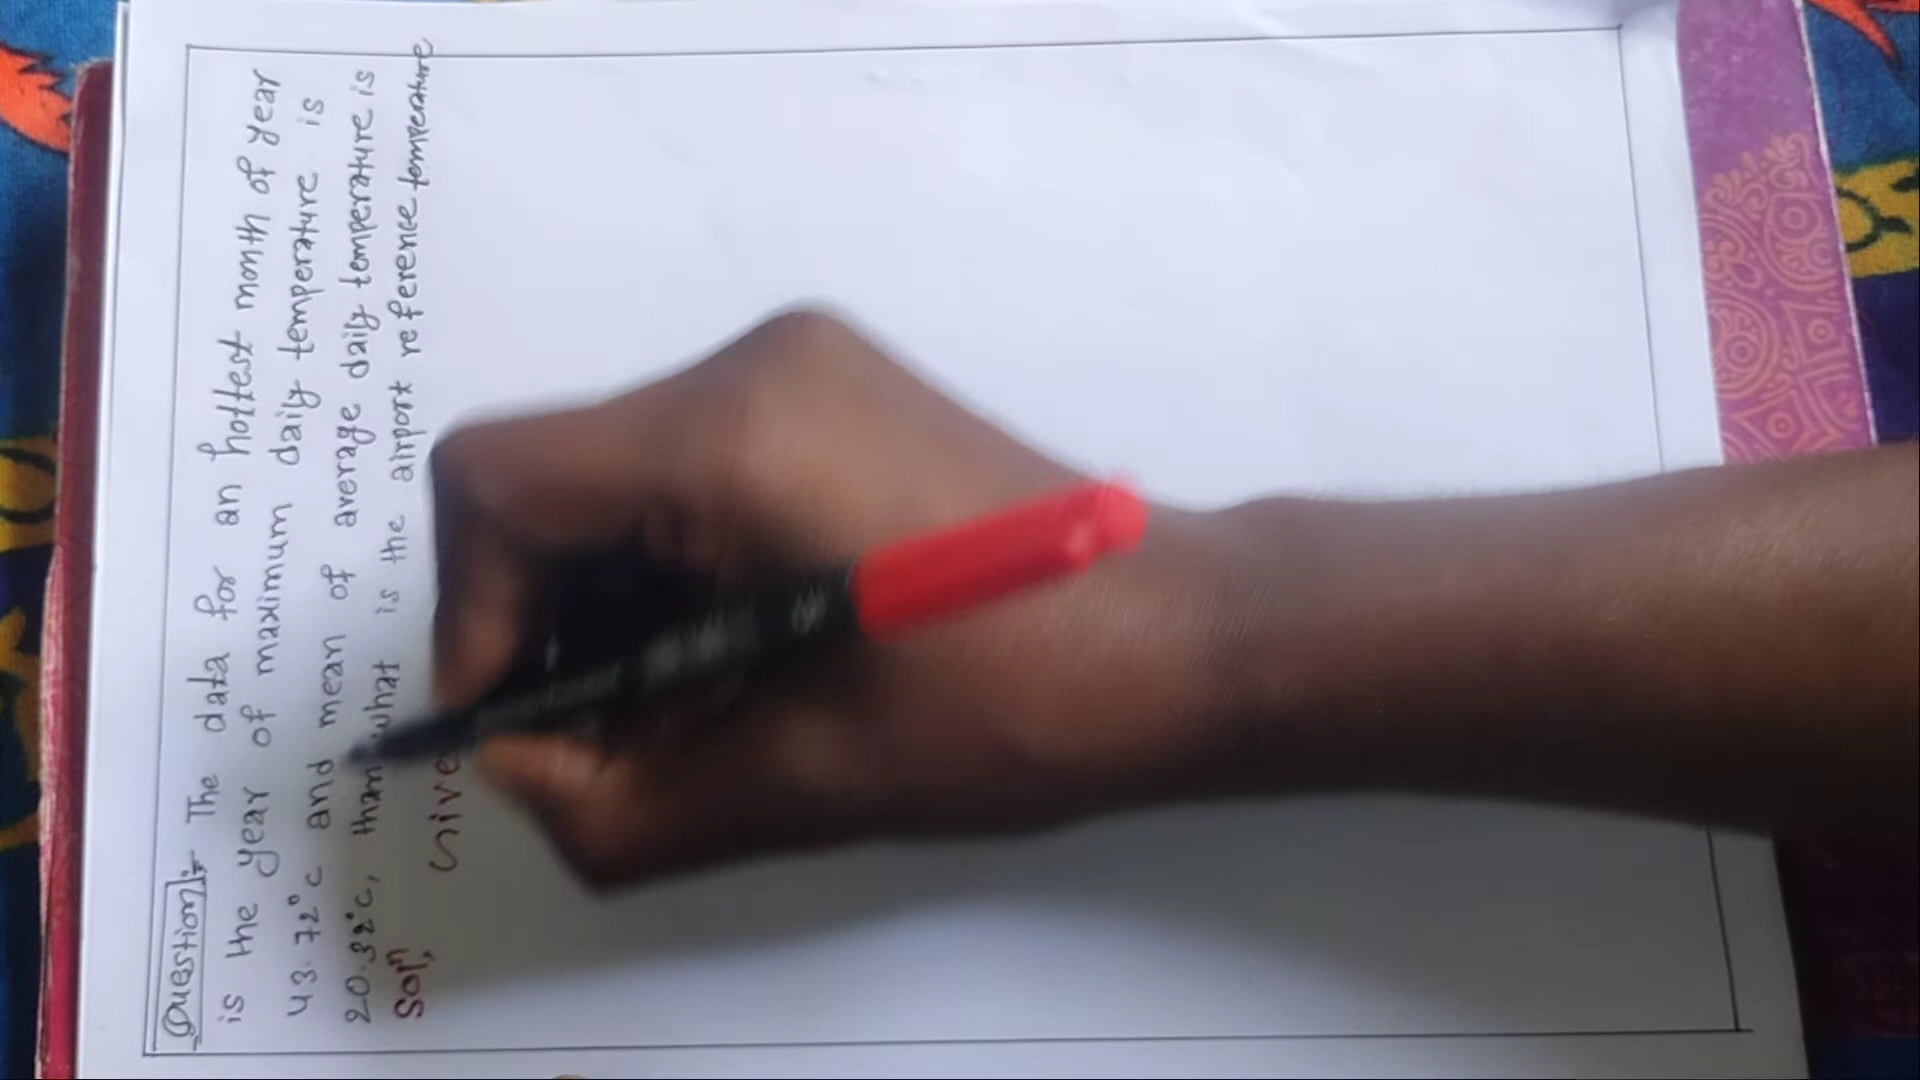 Question:-
The data for an hottest month of year
is the year of maximum daily temperature is
43.72°c and mean of average daily temperature is
20.32°c, than what is the airport reference temperature
Solⁿ,
Give